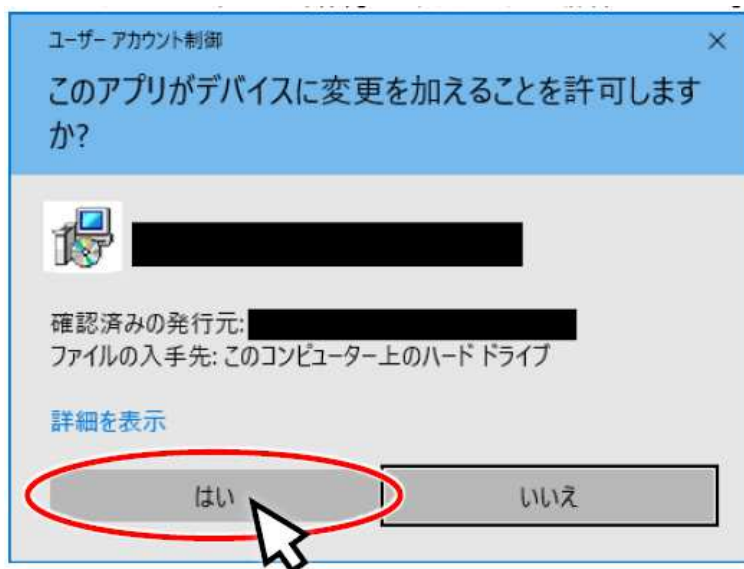 ユーザー アカウント制御
このアプリがデバイスに変更を加えることを許可します
か?
確認済みの発行元:
ファイルの入手先: このコンピューター上のハード ドライブ
詳細を表示
はい
いいえ